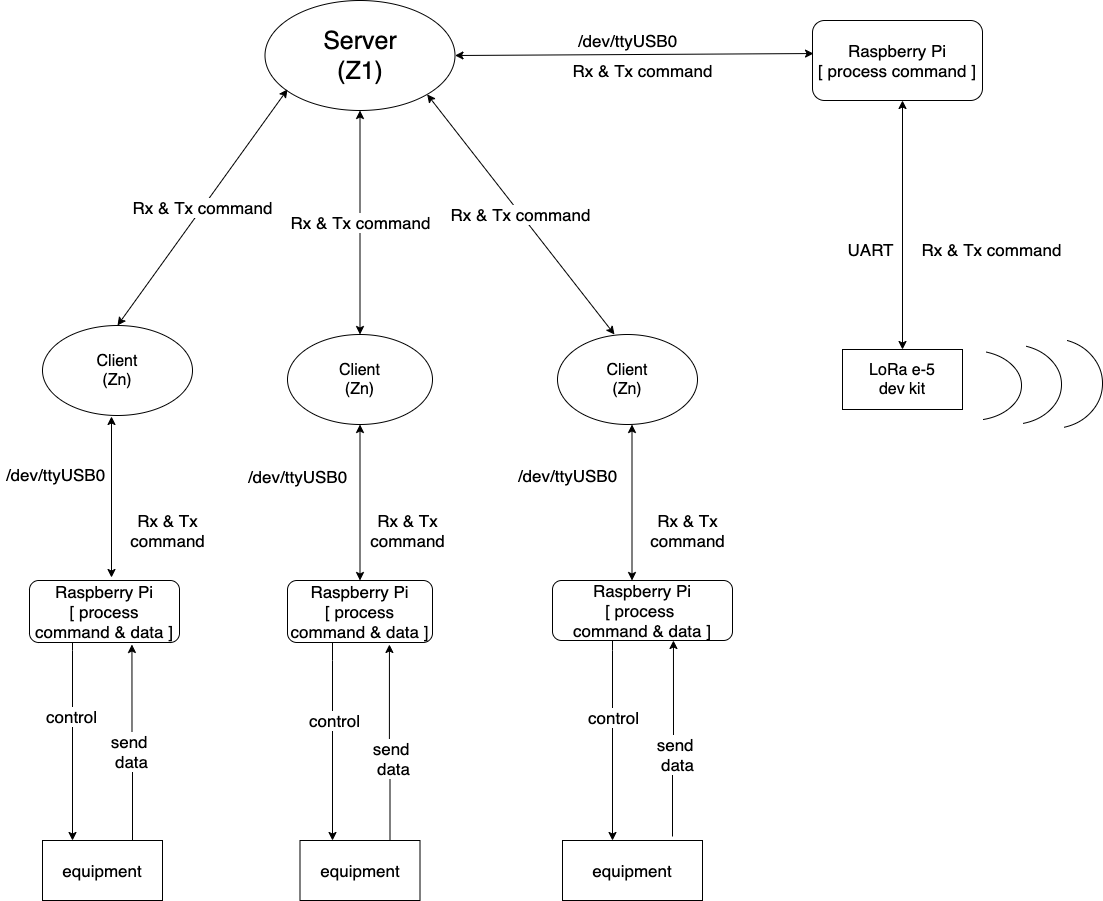 Server
(Z1)
/dev/ttyUSB0
Rx & Tx command
Raspberry Pi
[ process command ]
Rx & Tx command
Rx & Tx command
Rx & Tx command
UART
Rx & Tx command
Client
(Zn)
Client
(Zn)
Client
(Zn)
LoRa e-5
dev kit
/dev/ttyUSB0
/dev/ttyUSB0
/dev/ttyUSB0
Rx & Tx
command
Rx & Tx
command
Rx & Tx
command
Raspberry Pi
[ process
command & data ]
Raspberry Pi
[ process
command & data ]
Raspberry Pi
[ process
command & data ]
control
send
data
control
send
data
control
send
data
equipment
equipment
equipment